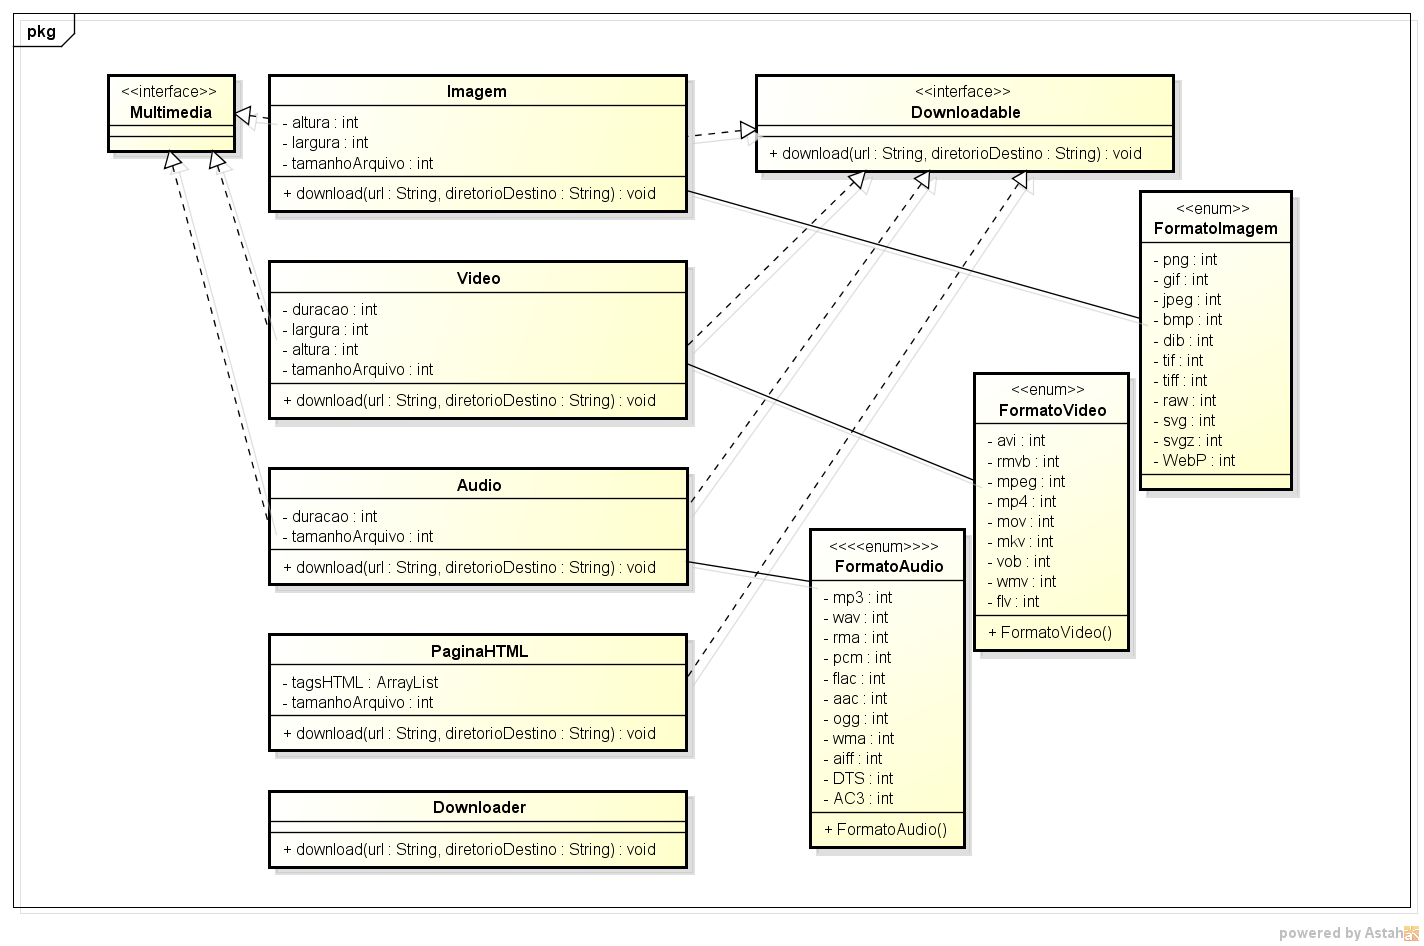 pkg
<<interface>>
Multimedia
Imagem
- altura : int
- largura : int
- tamanhoArquivo : int
+ download(url : String, diretorioDestino : String) : void
<<interface>>
Downloadable
+ download(url : String, diretorioDestino : String) : void
Video
- duracao : int
- largura : int
- altura : int
- tamanhoArquivo : int
+ download(url : String, diretorioDestino : String) : void
Audio
- duracao : int
- tamanhoArquivo : int
+ download(url : String, diretorioDestino : String) : void
PaginaHTML
- tagsHTML : ArrayList
- tamanhoArquivo : int
+ download(url : String, diretorioDestino : String) : void
Downloader
+ download(url : String, diretorioDestino : String) : void
<<enum>>
FormatoImagem
- png : int
- gif : int
- jpeg : int
- bmp : int
- dib : int
- tif : int
- tiff : int
- raw : int
- svg : int
- svgz : int
- WebP : int
<<enum>>
FormatoVideo
- avi : int
- rmvb : int
- mpeg : int
- mp4 : int
- mov : int
- mkv : int
- vob : int
- wmv : int
- flv : int
+ FormatoVideo()
<<<<enum>>>>
FormatoAudio
- mp3 : int
- wav : int
- rma : int
- pcm : int
- flac : int
- aac : int
- ogg : int
- wma : int
- aiff : int
- DTS : int
- AC3 : int
+ FormatoAudio()
powered by Astah